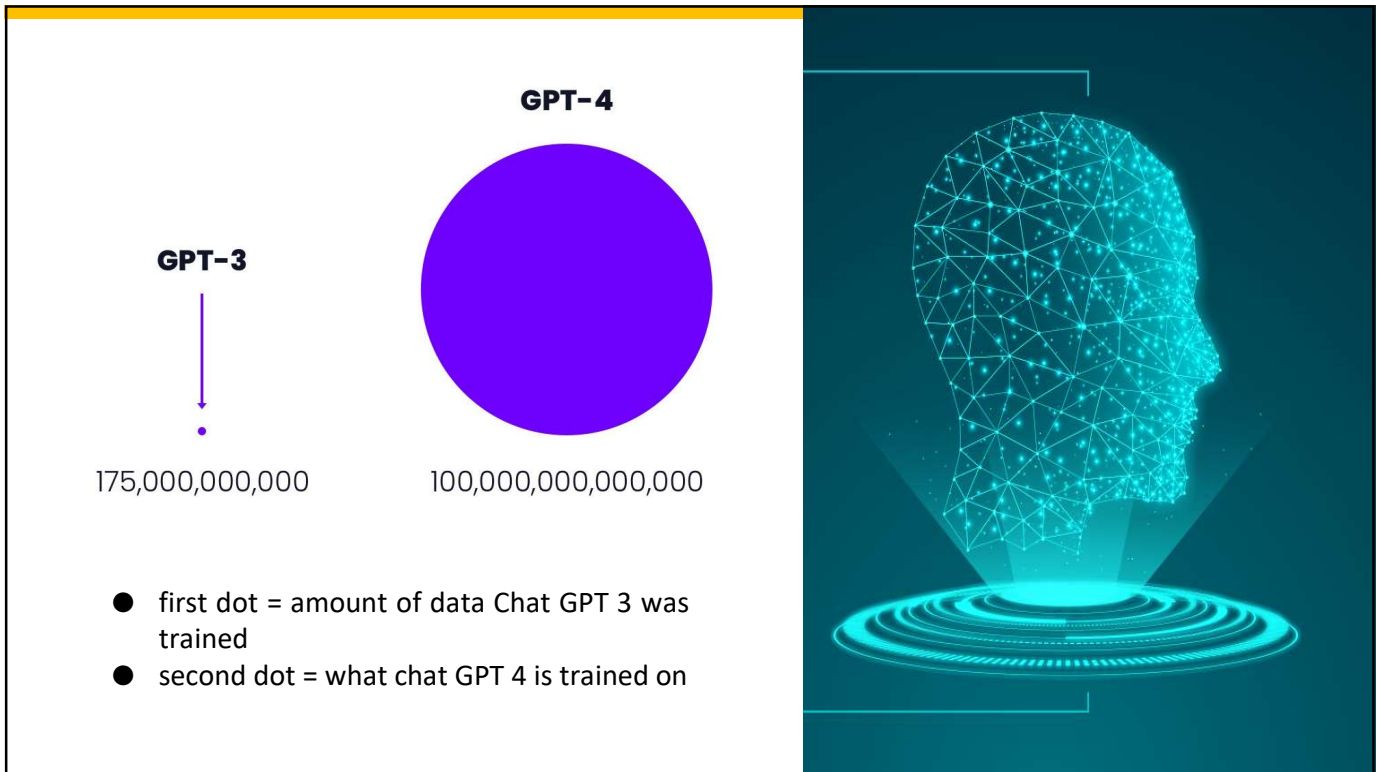 GPT-4
GPT-3
175,000,000,000
100,000,000,000,000
● first dot = amount of data Chat GPT 3 was
trained
● second dot = what chat GPT 4 is trained on